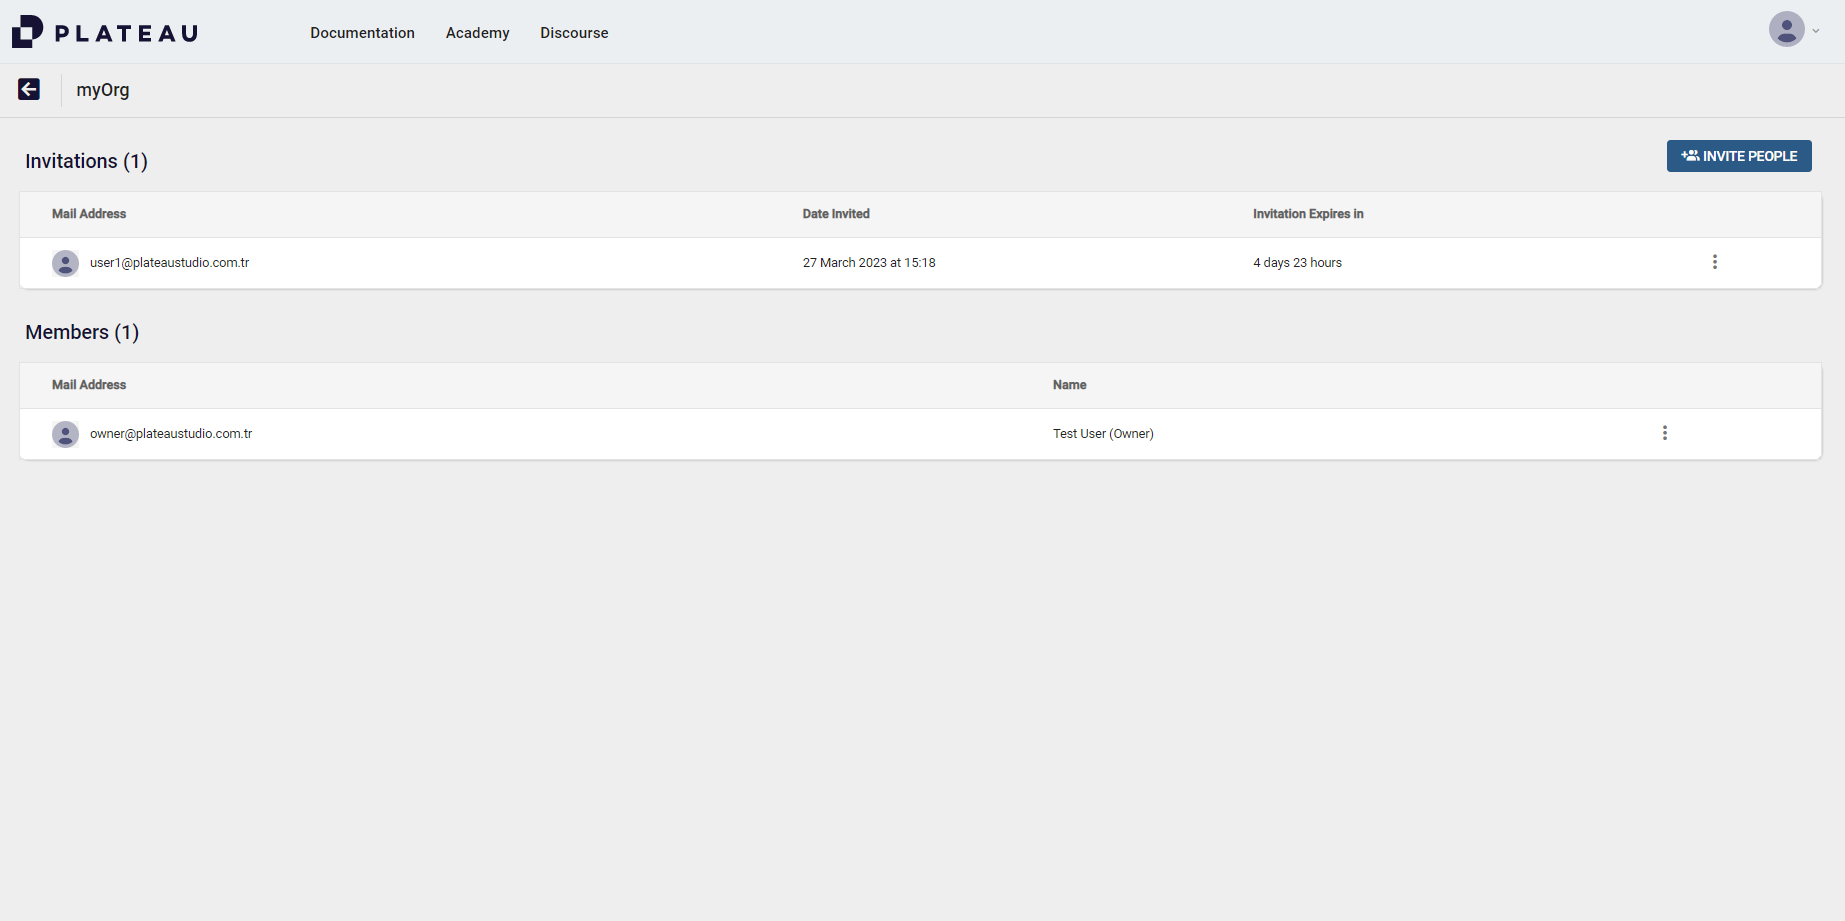 PLATEAU Documentation Academy Discourse
myOrg
Invitations (1) INVITE PEOPLE
Mail Address Date Invited Invitation Expires in
user1@plateaustudio.com.tr 27 March 2023 at 15:18 4 days 23 hours
Members (1)
Mail Address Name
owner@plateaustudio.com.tr Test User (Owner)